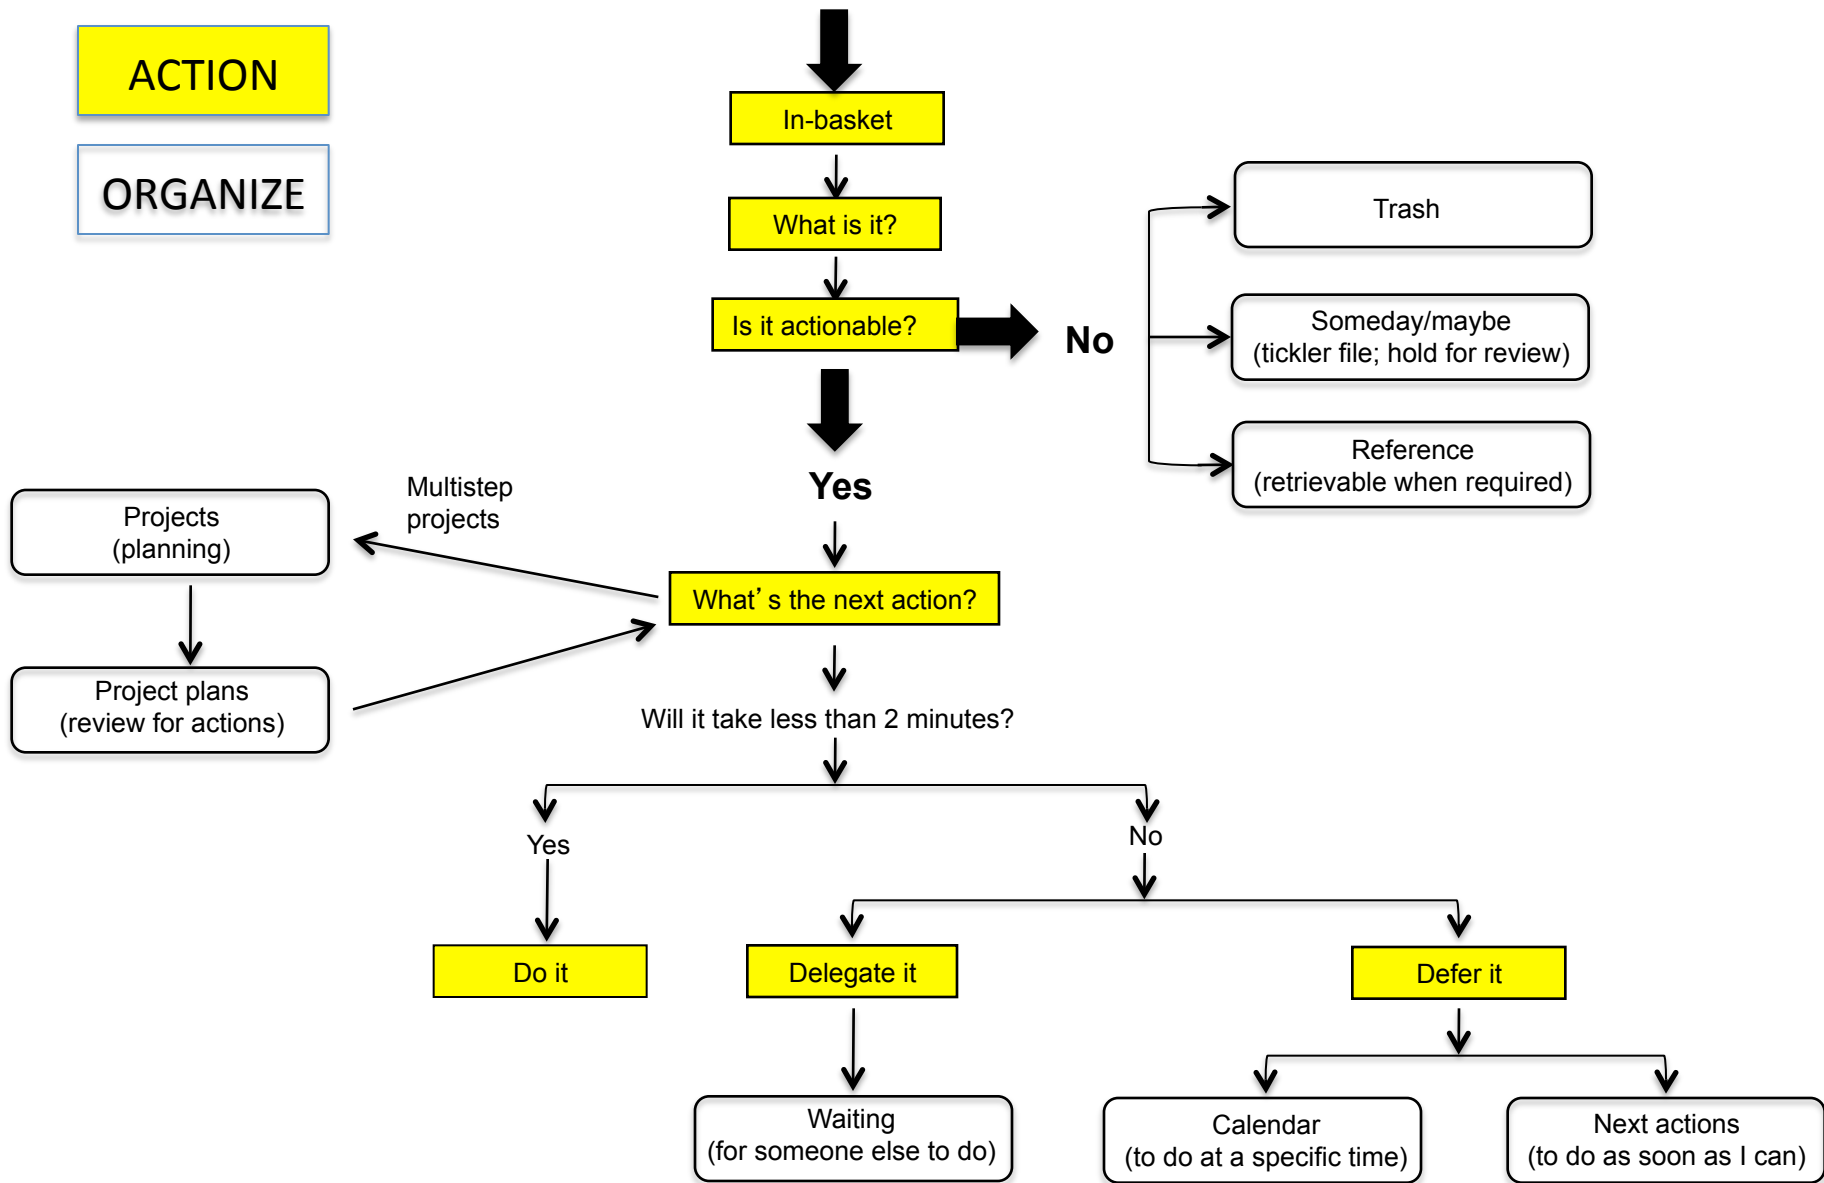 ACTION
ORGANIZE
In-basket
What is it?
Is it actionable?
No
Trash
Someday/maybe
(tickler file; hold for review)
Reference
(retrievable when required)
Yes
Multistep
projects
Projects
(planning)
What’s the next action?
Project plans
(review for actions)
Will it take less than 2 minutes?
Yes
No
Do it
Delegate it
Defer it
Waiting
(for someone else to do)
Calendar
(to do at a specific time)
Next actions
(to do as soon as I can)